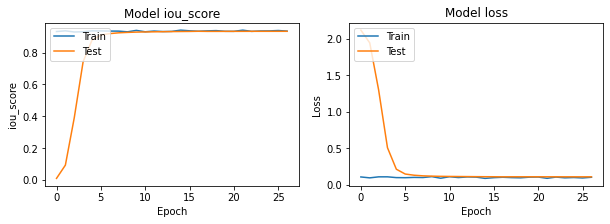 Model iou_score
Train
Test
0.8
0.6
0.4
0.2
0.0
iou_score
0 5 10 15 20 25
Epoch
Model loss
Train
Test
2.0
1.5
1.0
0.5
0.0
Loss
0 5 10 15 20 25
Epoch